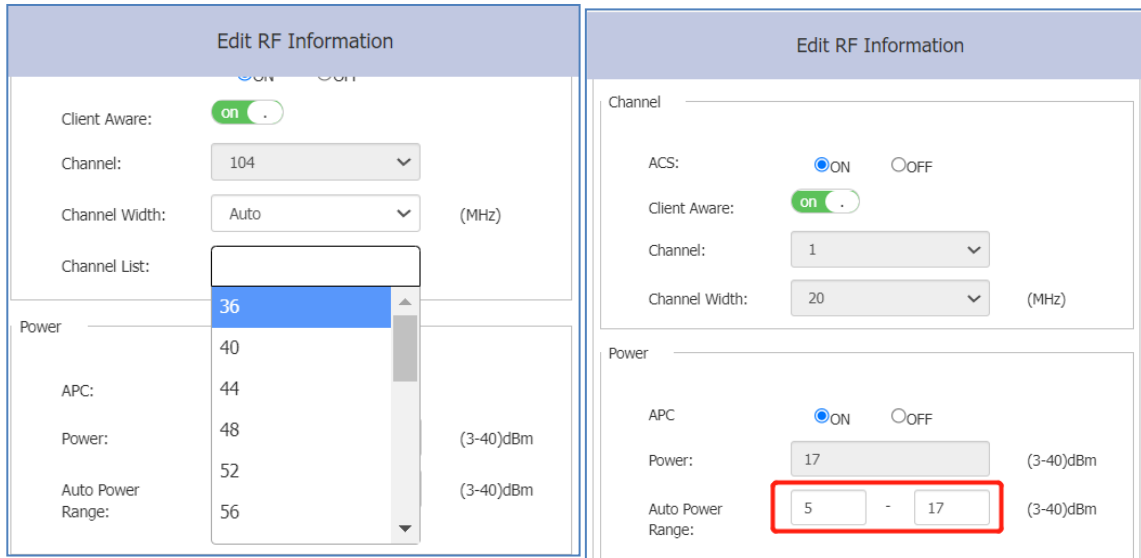 Edit RF Information
ON OFF
Client Aware: on .
Channel: 104
Channel Width: Auto (MHz)
Channel List:
36
40
44
48
52
56
Power
APC:
Power: (3-40)dBm
Auto Power (3-40)dBm
Range:
Edit RF Information
Channel
ACS: ON OFF
Client Aware: on .
Channel: 1
Channel Width: 20 (MHz)
Power
APC ON OFF
Power: 17 (3-40)dBm
Auto Power 5 - 17 (3-40)dBm
Range: